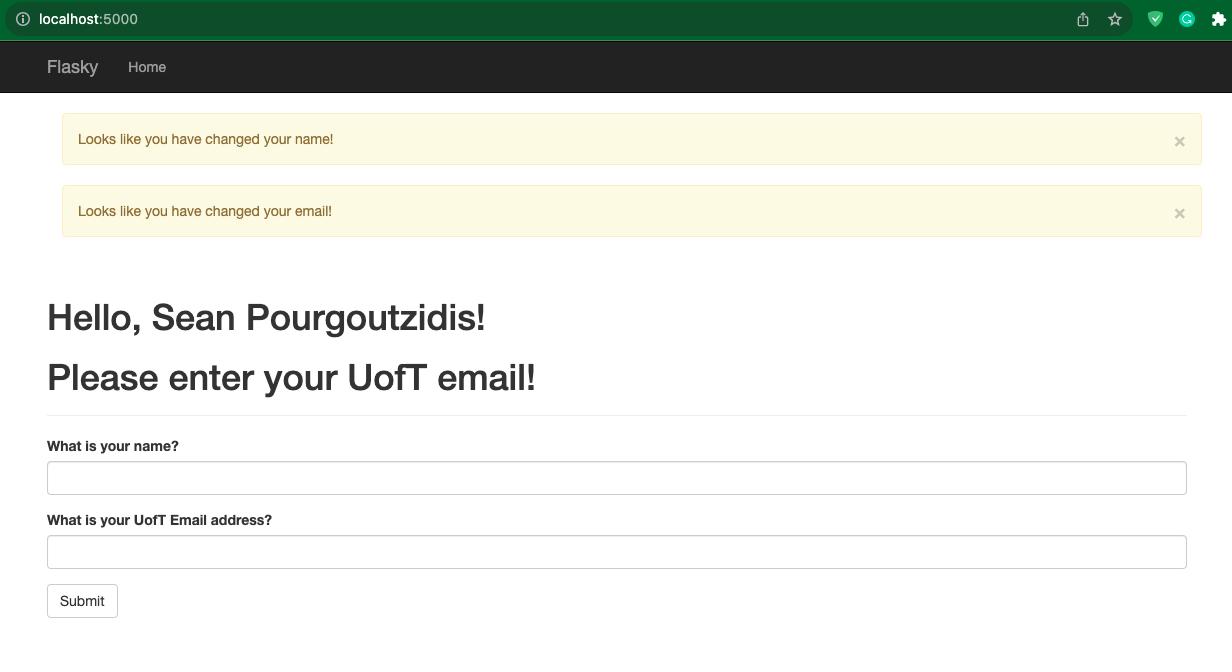 localhost:5000
Flasky Home
Looks like you have changed your name! ×
Looks like you have changed your email! ×
Hello, Sean Pourgoutzidis!
Please enter your UofT email!
What is your name?
What is your UofT Email address?
Submit